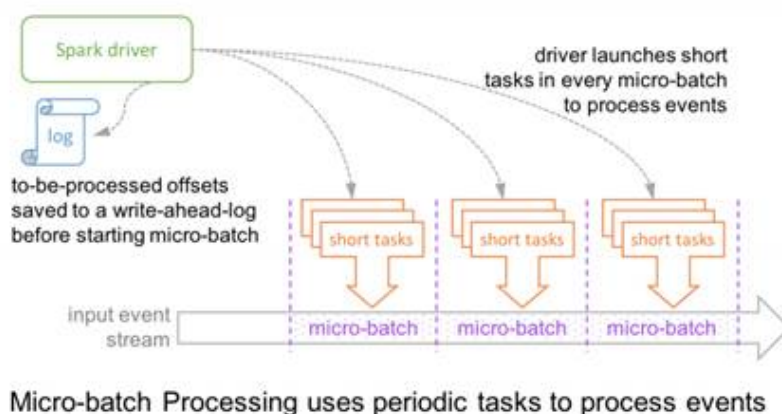 Spark driver
driver launches short
tasks in every micro-batch
to process events
log
to-be-processed offsets
saved to a write-ahead-log
before starting micro-batch
short tasks
short tasks
short tasks
input event
stream
micro-batch
micro-batch
micro-batch
Micro-batch Processing uses periodic tasks to process events